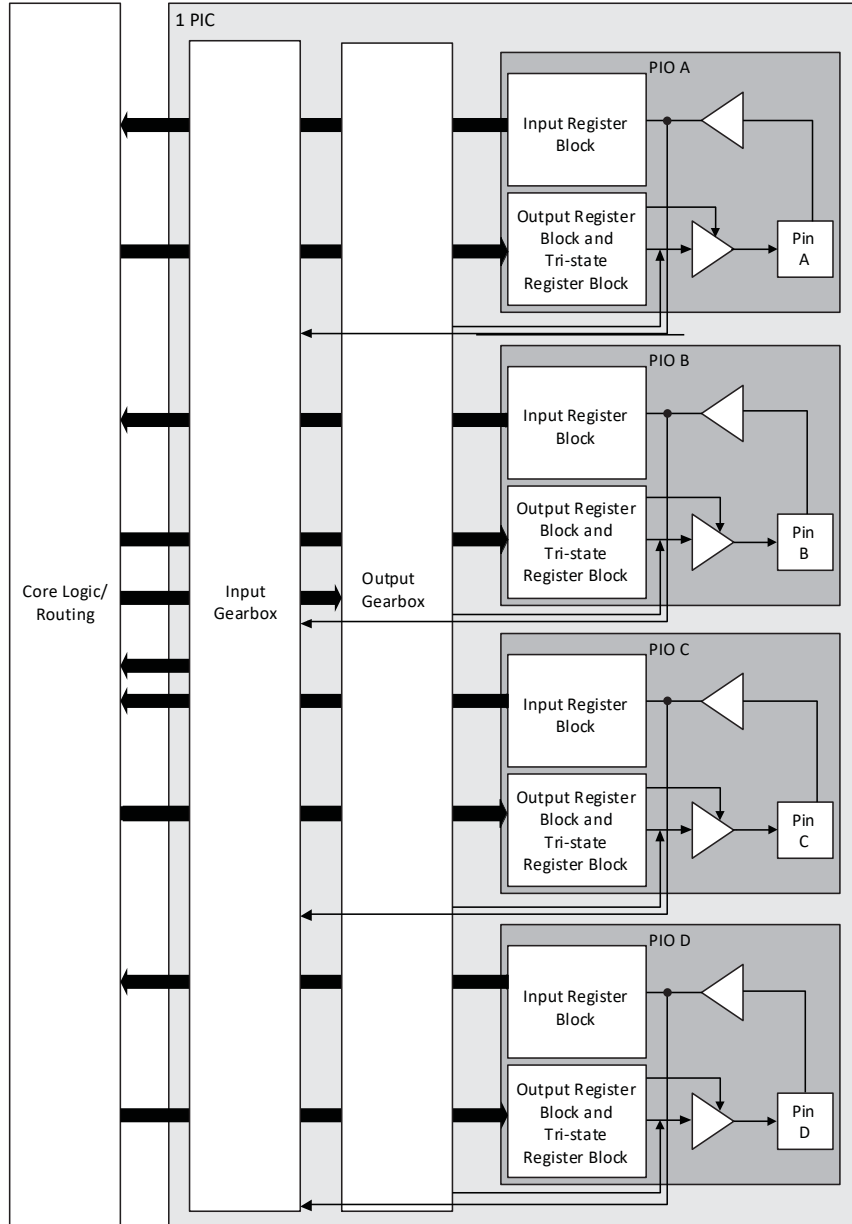 1 PIC
PIO A
Input Register
Block
Output Register
Block and
Tri-state
Register Block
Pin
A
PIO B
Input Register
Block
Output Register
Block and
Tri-state
Register Block
Pin
B
Core Logic/
Routing
Input
Gearbox
Output
Gearbox
PIO C
Input Register
Block
Output Register
Block and
Tri-state
Register Block
Pin
C
PIO D
Input Register
Block
Output Register
Block and
Tri-state
Register Block
Pin
D